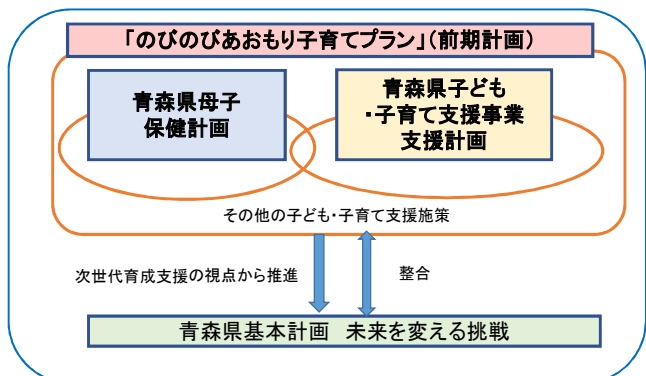 「のびのびあおもり子育てプラン」（前期計画）
青森県母子
保健計画
青森県子ども
・子育て支援事業
支援計画
その他の子ども・子育て支援施策
次世代育成支援の視点から推進
整合
青森県基本計画　未来を変える挑戦